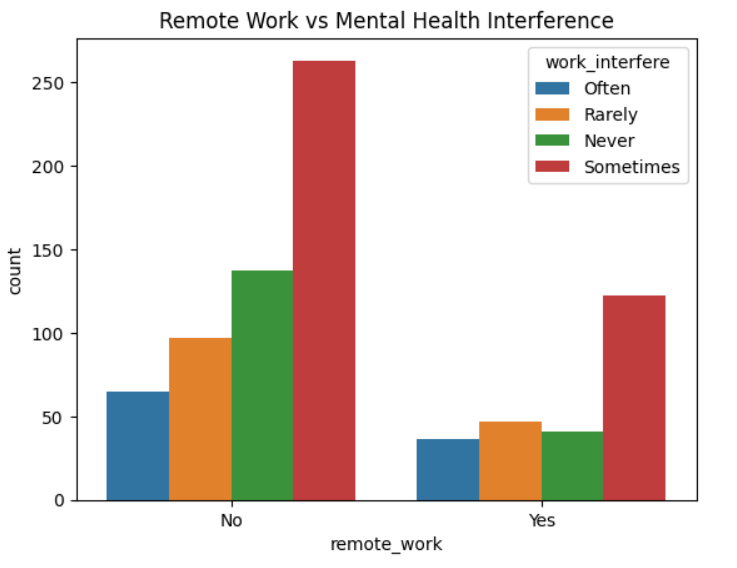 Remote Work vs Mental Health Interference
work_interfere
Often
Rarely
Never
Sometimes
250
200
150
100
50
0
count
No
Yes
remote_work